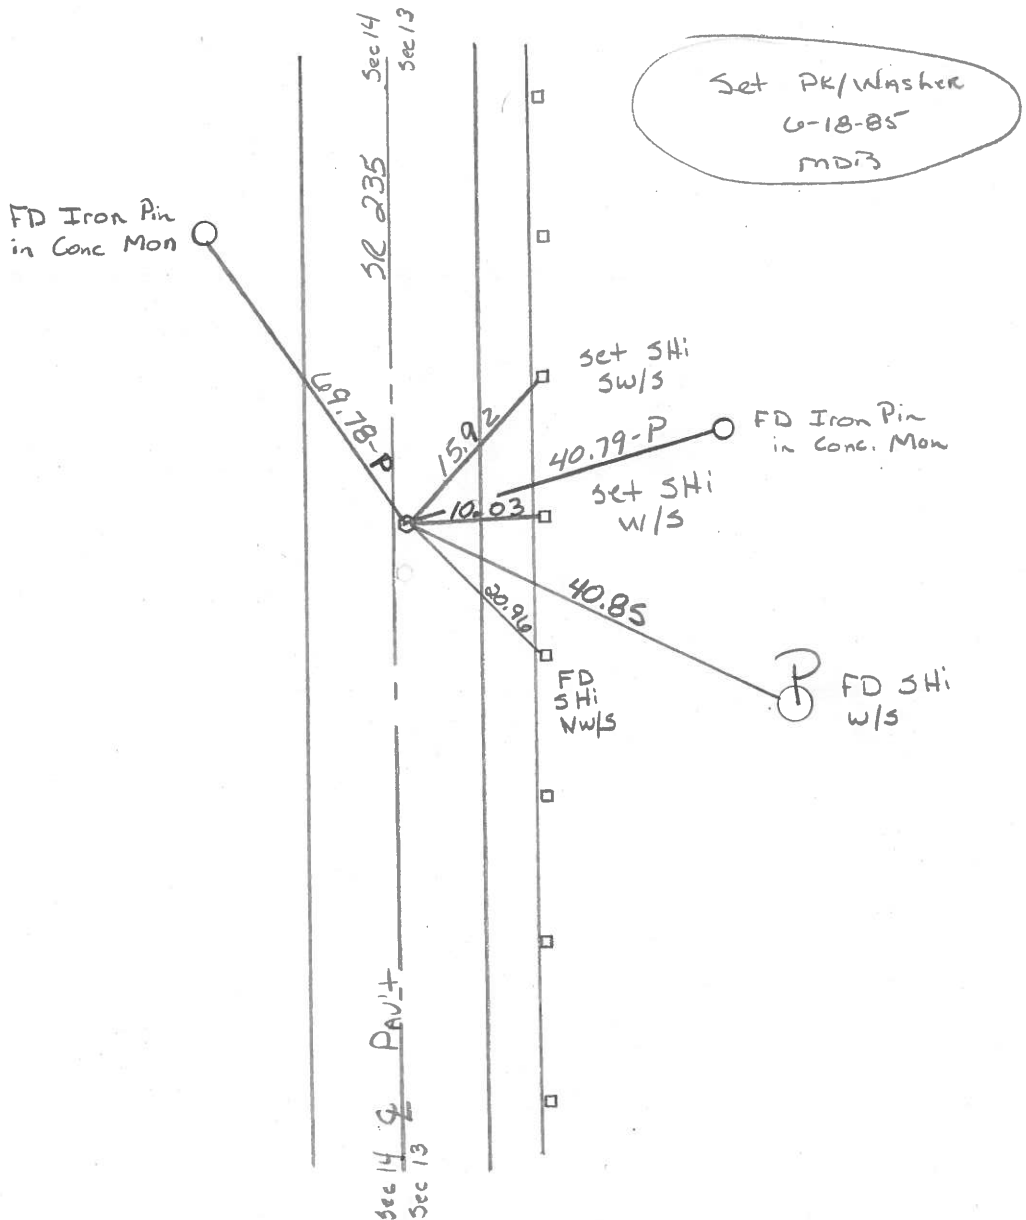 Sec 14
Sec 13
Set PK/Washer
6-18-85
MDB
SR 235
FD Iron Pin
in Conc Mon
Set SHi
SW/S
69.78-P
15.92
40.79-P
FD Iron Pin
in Conc. Mon
Set SHi
W/S
10.03
40.85
20.96
FD
SHi
NW/S
P
FD SHi
W/S
℄ PAV'T
Sec 14
Sec 13